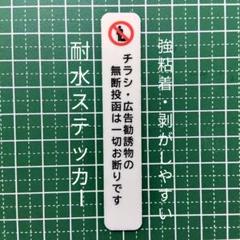 強粘着・剥がしやすい
チラシ・広告勧誘物の
無断投函は一切お断りです
耐水ステッカー